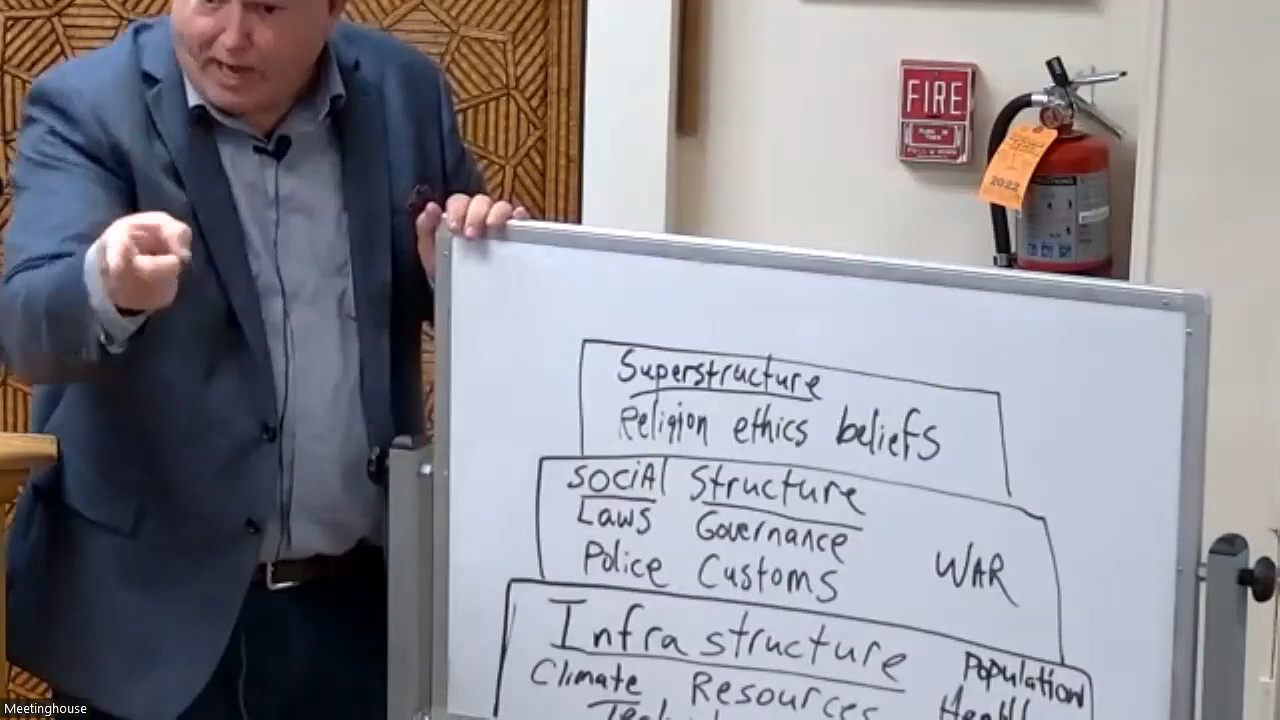 FIRE
2022
Superstructure
Religion ethics beliefs
Social Structure
Laws Governance
Police Customs WAR
Infrastructure
Population
Climate Resources
Meetinghouse